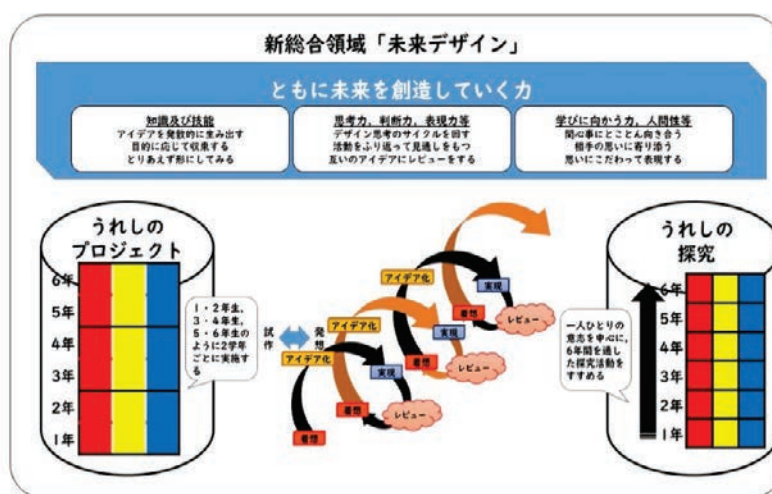 新総合領域「未来デザイン」
ともに未来を創造していく力
知識及び技能
アイデアを発散的に生み出す
目的に応じて収束する
とりあえず形にしてみる
思考力，判断力，表現力等
デザイン思考のサイクルを回す
活動をふり返って見通しをもつ
互いのアイデアにレビューをする
学びに向かう力，人間性等
関心事にとことん向き合う
相手の思いに寄り添う
思いにこだわって表現する
うれしの
プロジェクト
6年
5年
4年
3年
2年
1年
1・2年生，
3・4年生，
5・6年生の
ように2学年
ごとに実施す
る
試作
発想
アイデア化
実現
レビュー
着想
アイデア化
実現
レビュー
着想
アイデア化
実現
レビュー
着想
着想
うれしの
探究
一人ひとりの
意志を中心に，
6年間を通し
た探究活動を
すすめる
6年
5年
4年
3年
2年
1年